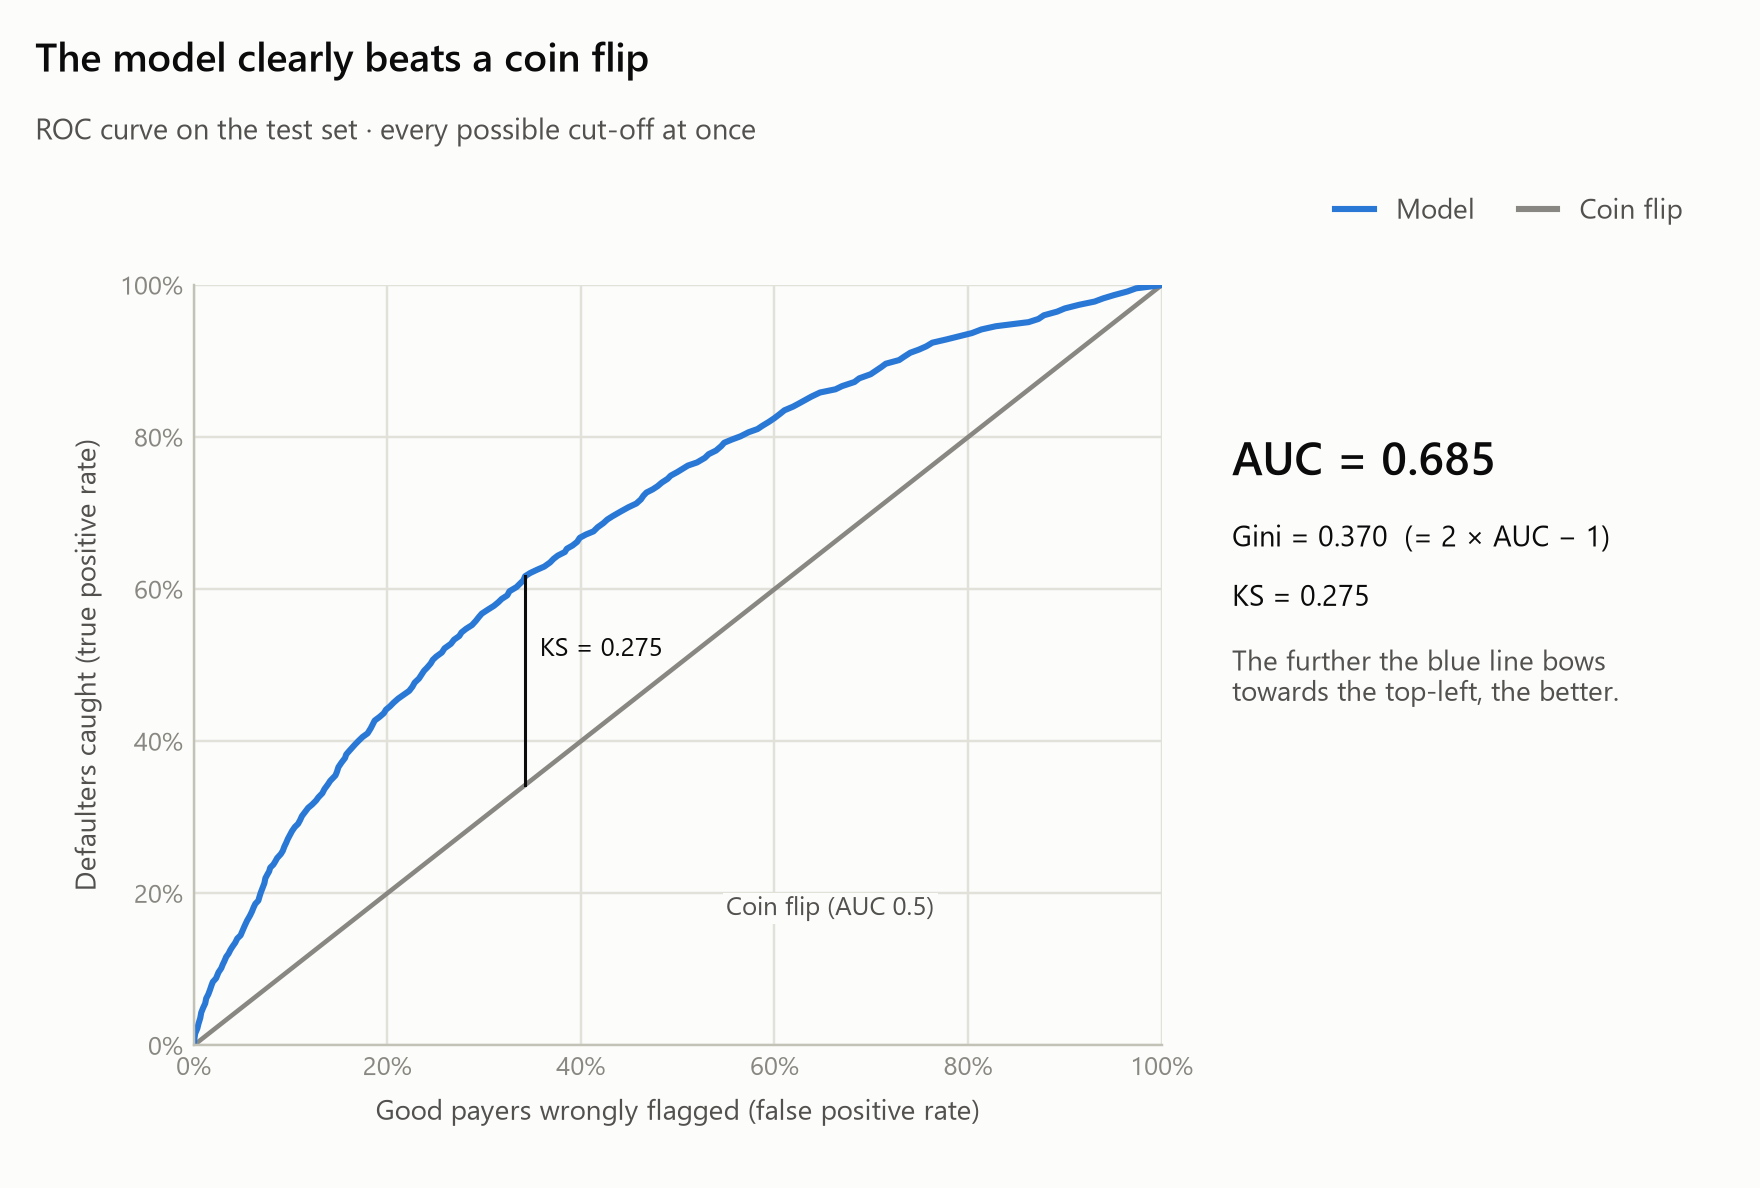 The model clearly beats a coin flip
ROC curve on the test set · every possible cut-off at once
Model
Coin flip
100%
80%
60%
40%
20%
0%
Defaulters caught (true positive rate)
KS = 0.275
Coin flip (AUC 0.5)
0%
20%
40%
60%
80%
100%
Good payers wrongly flagged (false positive rate)
AUC = 0.685
Gini = 0.370 (= 2 × AUC − 1)
KS = 0.275
The further the blue line bows
towards the top-left, the better.